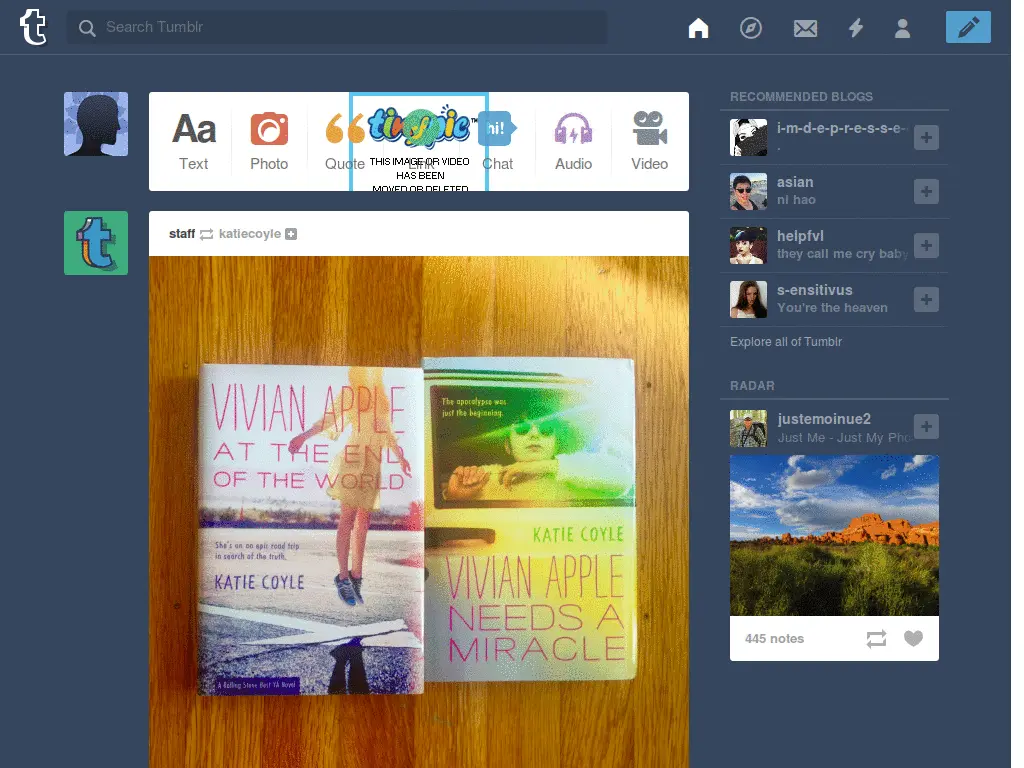 Search Tumblr
Aa
Text
Photo
Quote
tinypic™
THIS IMAGE OR VIDEO
HAS BEEN
MOVED OR DELETED
Link
hi!
Chat
Audio
Video
staff katiecoyle
VIVIAN APPLE
AT THE END
OF THE WORLD
She's on an epic road trip
in search of the truth.
KATIE COYLE
A Rolling Stone Best YA Novel
The apocalypse was
just the beginning.
KATIE COYLE
VIVIAN APPLE
NEEDS A
MIRACLE
RECOMMENDED BLOGS
i-m-d-e-p-r-e-s-s-e-
.
asian
ni hao
helpfvl
they call me cry baby
s-ensitivus
You're the heaven
Explore all of Tumblr
RADAR
justemoinue2
Just Me - Just My Pho
445 notes